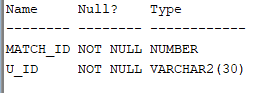 Name     Null?    Type
-------- -------- ------------
MATCH_ID NOT NULL NUMBER
U_ID     NOT NULL VARCHAR2(30)